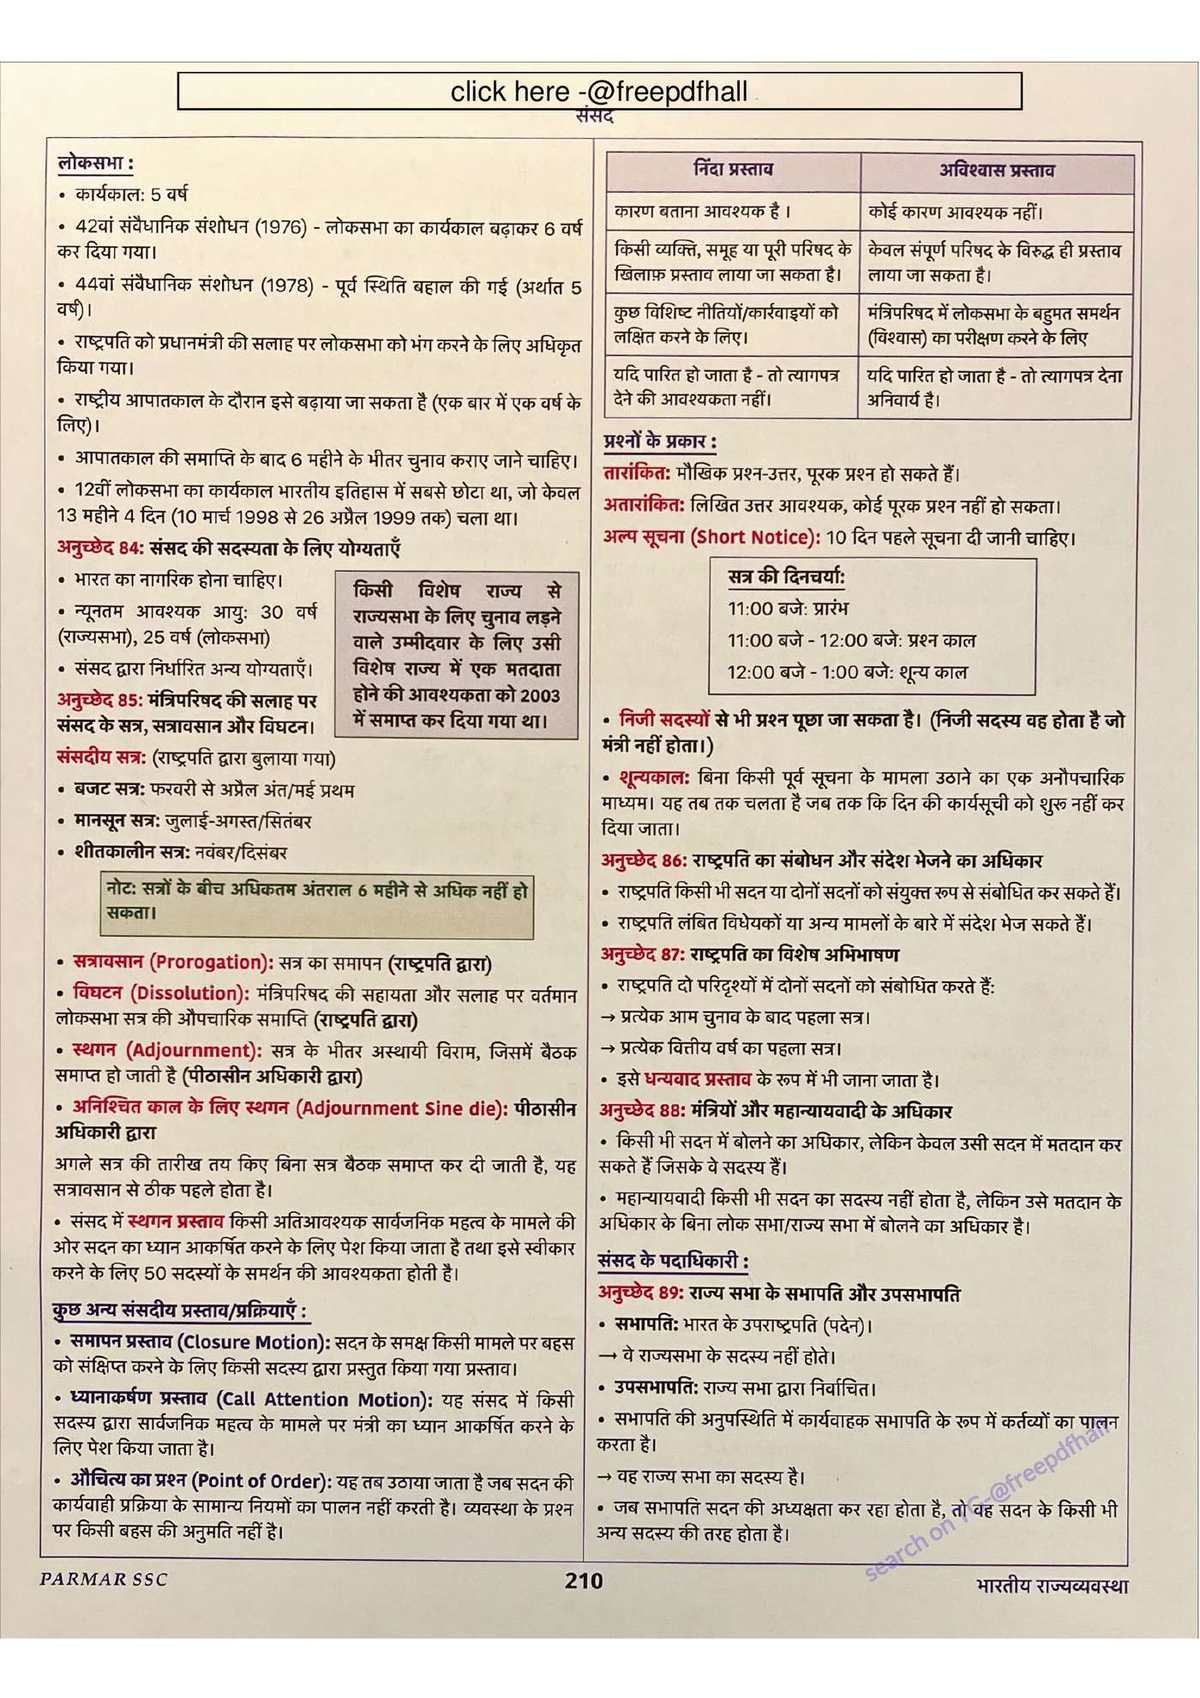 click here -@freepdfhall
संसद
लोकसभा :
• कार्यकाल: 5 वर्ष
• 42वां संवैधानिक संशोधन (1976) - लोकसभा का कार्यकाल बढ़ाकर 6 वर्ष
कर दिया गया।
• 44वां संवैधानिक संशोधन (1978) - पूर्व स्थिति बहाल की गई (अर्थात 5
वर्ष)।
• राष्ट्रपति को प्रधानमंत्री की सलाह पर लोकसभा को भंग करने के लिए अधिकृत
किया गया।
• राष्ट्रीय आपातकाल के दौरान इसे बढ़ाया जा सकता है (एक बार में एक वर्ष के
लिए)।
• आपातकाल की समाप्ति के बाद 6 महीने के भीतर चुनाव कराए जाने चाहिए।
• 12वीं लोकसभा का कार्यकाल भारतीय इतिहास में सबसे छोटा था, जो केवल
13 महीने 4 दिन (10 मार्च 1998 से 26 अप्रैल 1999 तक) चला था।
अनुच्छेद 84: संसद की सदस्यता के लिए योग्यताएँ
• भारत का नागरिक होना चाहिए।
• न्यूनतम आवश्यक आयु: 30 वर्ष
(राज्यसभा), 25 वर्ष (लोकसभा)
• संसद द्वारा निर्धारित अन्य योग्यताएँ।
अनुच्छेद 85: मंत्रिपरिषद की सलाह पर
संसद के सत्र, सत्रावसान और विघटन।
किसी विशेष राज्य से
राज्यसभा के लिए चुनाव लड़ने
वाले उम्मीदवार के लिए उसी
विशेष राज्य में एक मतदाता
होने की आवश्यकता को 2003
में समाप्त कर दिया गया था।
संसदीय सत्र: (राष्ट्रपति द्वारा बुलाया गया)
• बजट सत्र: फरवरी से अप्रैल अंत/मई प्रथम
• मानसून सत्र: जुलाई-अगस्त/सितंबर
• शीतकालीन सत्र: नवंबर/दिसंबर
नोट: सत्रों के बीच अधिकतम अंतराल 6 महीने से अधिक नहीं हो
सकता।
• सत्रावसान (Prorogation): सत्र का समापन (राष्ट्रपति द्वारा)
• विघटन (Dissolution): मंत्रिपरिषद की सहायता और सलाह पर वर्तमान
लोकसभा सत्र की औपचारिक समाप्ति (राष्ट्रपति द्वारा)
• स्थगन (Adjournment): सत्र के भीतर अस्थायी विराम, जिसमें बैठक
समाप्त हो जाती है (पीठासीन अधिकारी द्वारा)
• अनिश्चित काल के लिए स्थगन (Adjournment Sine die): पीठासीन
अधिकारी द्वारा
अगले सत्र की तारीख तय किए बिना सत्र बैठक समाप्त कर दी जाती है, यह
सत्रावसान से ठीक पहले होता है।
• संसद में स्थगन प्रस्ताव किसी अतिआवश्यक सार्वजनिक महत्व के मामले की
ओर सदन का ध्यान आकर्षित करने के लिए पेश किया जाता है तथा इसे स्वीकार
करने के लिए 50 सदस्यों के समर्थन की आवश्यकता होती है।
कुछ अन्य संसदीय प्रस्ताव/प्रक्रियाएँ :
• समापन प्रस्ताव (Closure Motion): सदन के समक्ष किसी मामले पर बहस
को संक्षिप्त करने के लिए किसी सदस्य द्वारा प्रस्तुत किया गया प्रस्ताव।
• ध्यानाकर्षण प्रस्ताव (Call Attention Motion): यह संसद में किसी
सदस्य द्वारा सार्वजनिक महत्व के मामले पर मंत्री का ध्यान आकर्षित करने के
लिए पेश किया जाता है।
• औचित्य का प्रश्न (Point of Order): यह तब उठाया जाता है जब सदन की
कार्यवाही प्रक्रिया के सामान्य नियमों का पालन नहीं करती है। व्यवस्था के प्रश्न
पर किसी बहस की अनुमति नहीं है।
निंदा प्रस्ताव अविश्वास प्रस्ताव
कारण बताना आवश्यक है । कोई कारण आवश्यक नहीं।
किसी व्यक्ति, समूह या पूरी परिषद के केवल संपूर्ण परिषद के विरुद्ध ही प्रस्ताव
खिलाफ़ प्रस्ताव लाया जा सकता है। लाया जा सकता है।
कुछ विशिष्ट नीतियों/कार्रवाइयों को मंत्रिपरिषद में लोकसभा के बहुमत समर्थन
लक्षित करने के लिए। (विश्वास) का परीक्षण करने के लिए
यदि पारित हो जाता है - तो त्यागपत्र यदि पारित हो जाता है - तो त्यागपत्र देना
देने की आवश्यकता नहीं। अनिवार्य है।
प्रश्नों के प्रकार :
तारांकित: मौखिक प्रश्न-उत्तर, पूरक प्रश्न हो सकते हैं।
अतारांकित: लिखित उत्तर आवश्यक, कोई पूरक प्रश्न नहीं हो सकता।
अल्प सूचना (Short Notice): 10 दिन पहले सूचना दी जानी चाहिए।
सत्र की दिनचर्या:
11:00 बजे: प्रारंभ
11:00 बजे - 12:00 बजे: प्रश्न काल
12:00 बजे - 1:00 बजे: शून्य काल
• निजी सदस्यों से भी प्रश्न पूछा जा सकता है। (निजी सदस्य वह होता है जो
मंत्री नहीं होता।)
• शून्यकाल: बिना किसी पूर्व सूचना के मामला उठाने का एक अनौपचारिक
माध्यम। यह तब तक चलता है जब तक कि दिन की कार्यसूची को शुरू नहीं कर
दिया जाता।
अनुच्छेद 86: राष्ट्रपति का संबोधन और संदेश भेजने का अधिकार
• राष्ट्रपति किसी भी सदन या दोनों सदनों को संयुक्त रूप से संबोधित कर सकते हैं।
• राष्ट्रपति लंबित विधेयकों या अन्य मामलों के बारे में संदेश भेज सकते हैं।
अनुच्छेद 87: राष्ट्रपति का विशेष अभिभाषण
• राष्ट्रपति दो परिदृश्यों में दोनों सदनों को संबोधित करते हैं:
→ प्रत्येक आम चुनाव के बाद पहला सत्र।
→ प्रत्येक वित्तीय वर्ष का पहला सत्र।
• इसे धन्यवाद प्रस्ताव के रूप में भी जाना जाता है।
अनुच्छेद 88: मंत्रियों और महान्यायवादी के अधिकार
• किसी भी सदन में बोलने का अधिकार, लेकिन केवल उसी सदन में मतदान कर
सकते हैं जिसके वे सदस्य हैं।
• महान्यायवादी किसी भी सदन का सदस्य नहीं होता है, लेकिन उसे मतदान के
अधिकार के बिना लोक सभा/राज्य सभा में बोलने का अधिकार है।
संसद के पदाधिकारी :
अनुच्छेद 89: राज्य सभा के सभापति और उपसभापति
• सभापति: भारत के उपराष्ट्रपति (पदेन)।
→ वे राज्यसभा के सदस्य नहीं होते।
• उपसभापति: राज्य सभा द्वारा निर्वाचित।
• सभापति की अनुपस्थिति में कार्यवाहक सभापति के रूप में कर्तव्यों का पालन
करता है।
→ वह राज्य सभा का सदस्य है।
• जब सभापति सदन की अध्यक्षता कर रहा होता है, तो वह सदन के किसी भी
अन्य सदस्य की तरह होता है।
search on TG-@freepdfhall
PARMAR SSC
210
भारतीय राज्यव्यवस्था